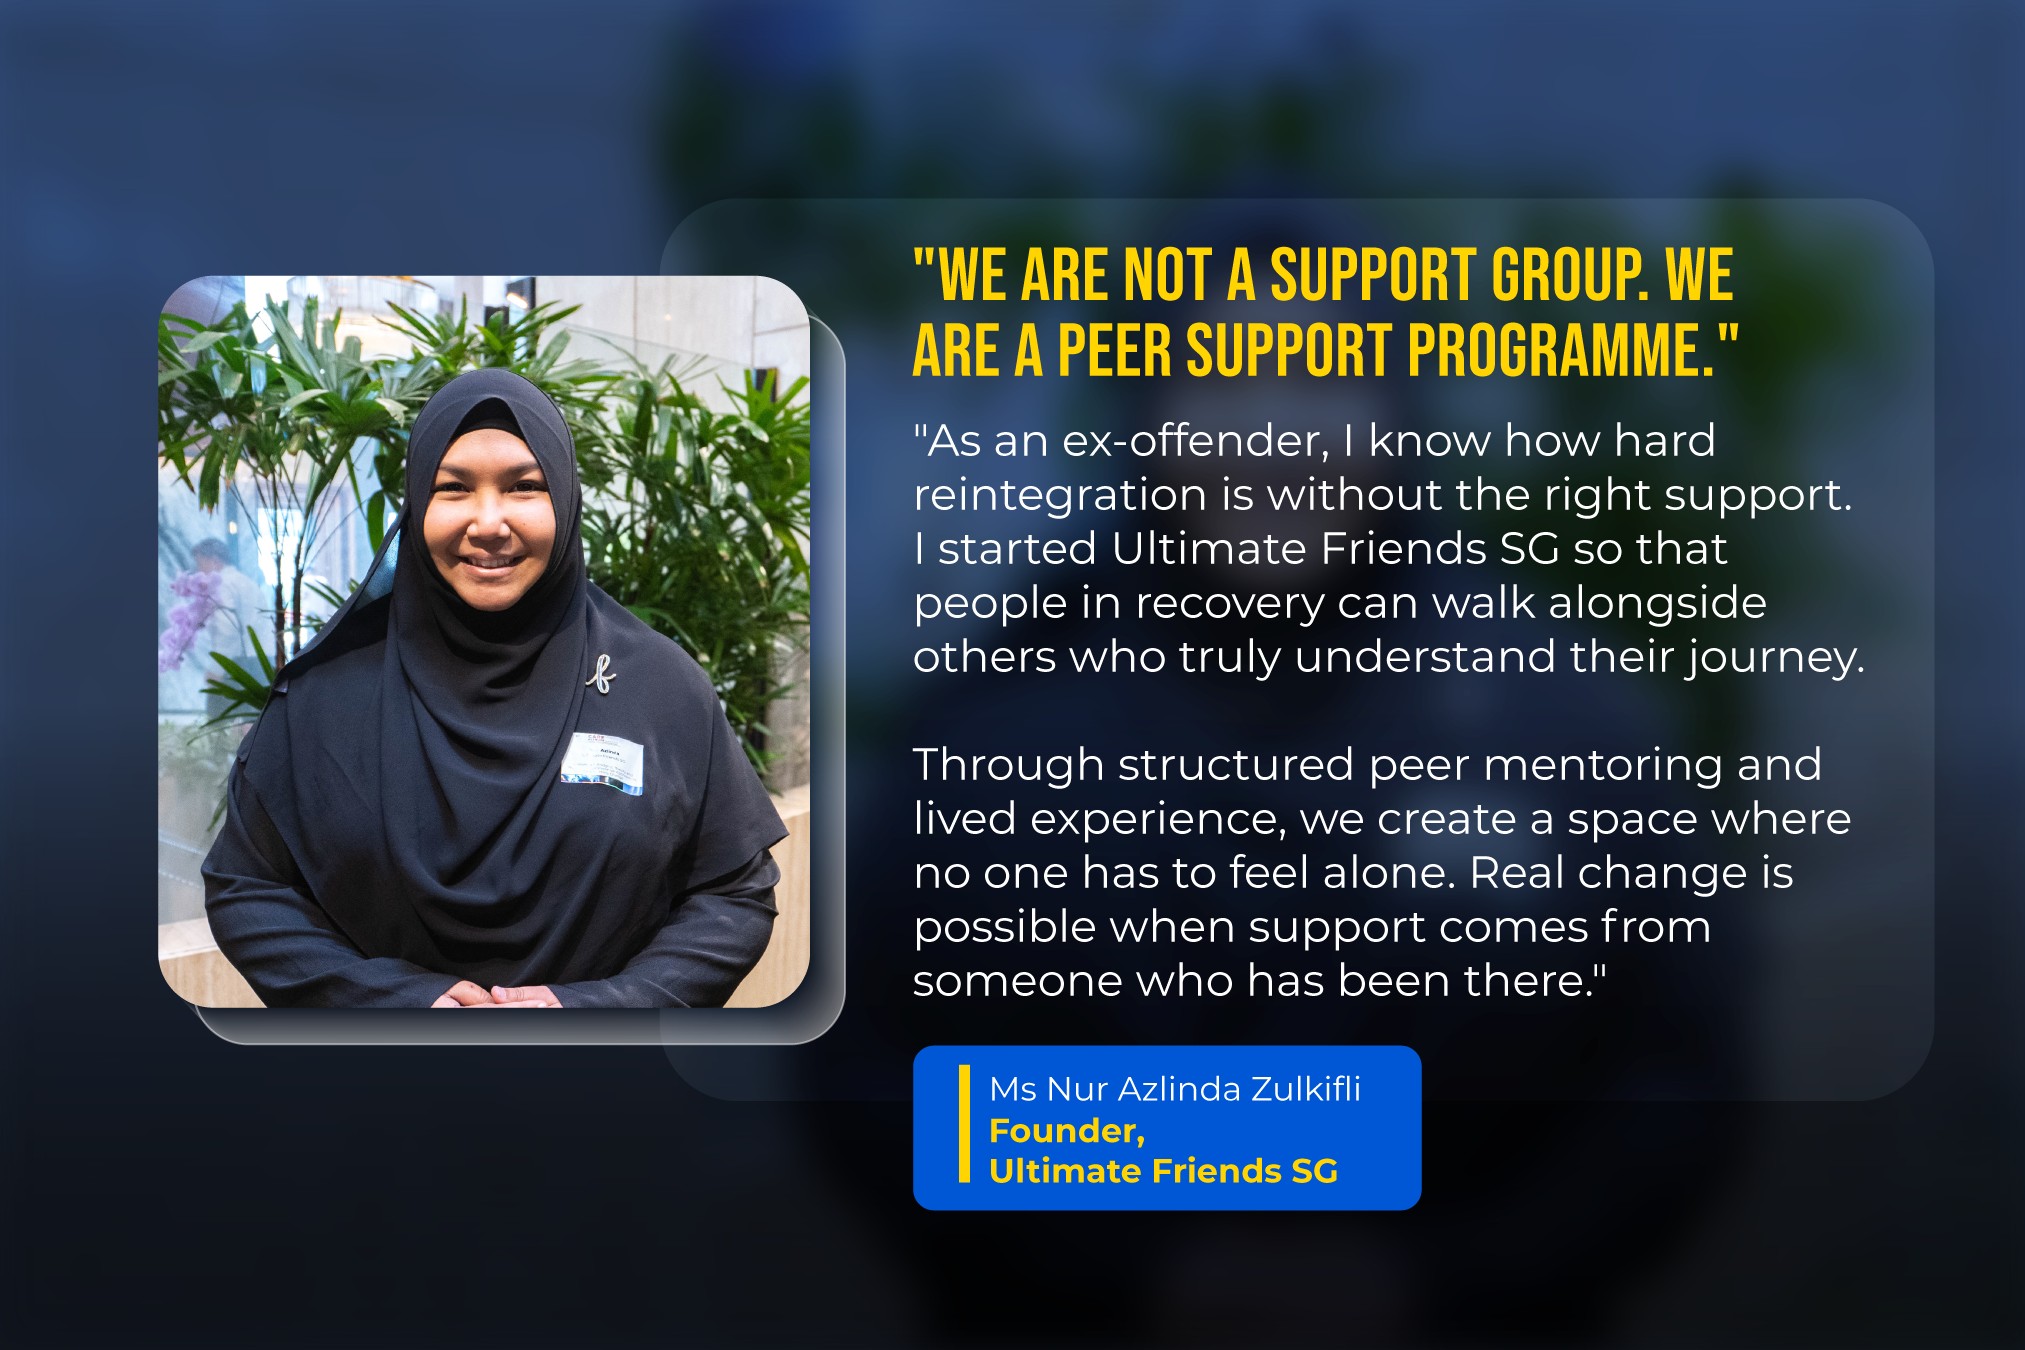 "WE ARE NOT A SUPPORT GROUP. WE
ARE A PEER SUPPORT PROGRAMME."
"As an ex-offender, I know how hard
reintegration is without the right support.
I started Ultimate Friends SG so that
people in recovery can walk alongside
others who truly understand their journey.
Through structured peer mentoring and
lived experience, we create a space where
no one has to feel alone. Real change is
possible when support comes from
someone who has been there."
Ms Nur Azlinda Zulkifli
Founder,
Ultimate Friends SG